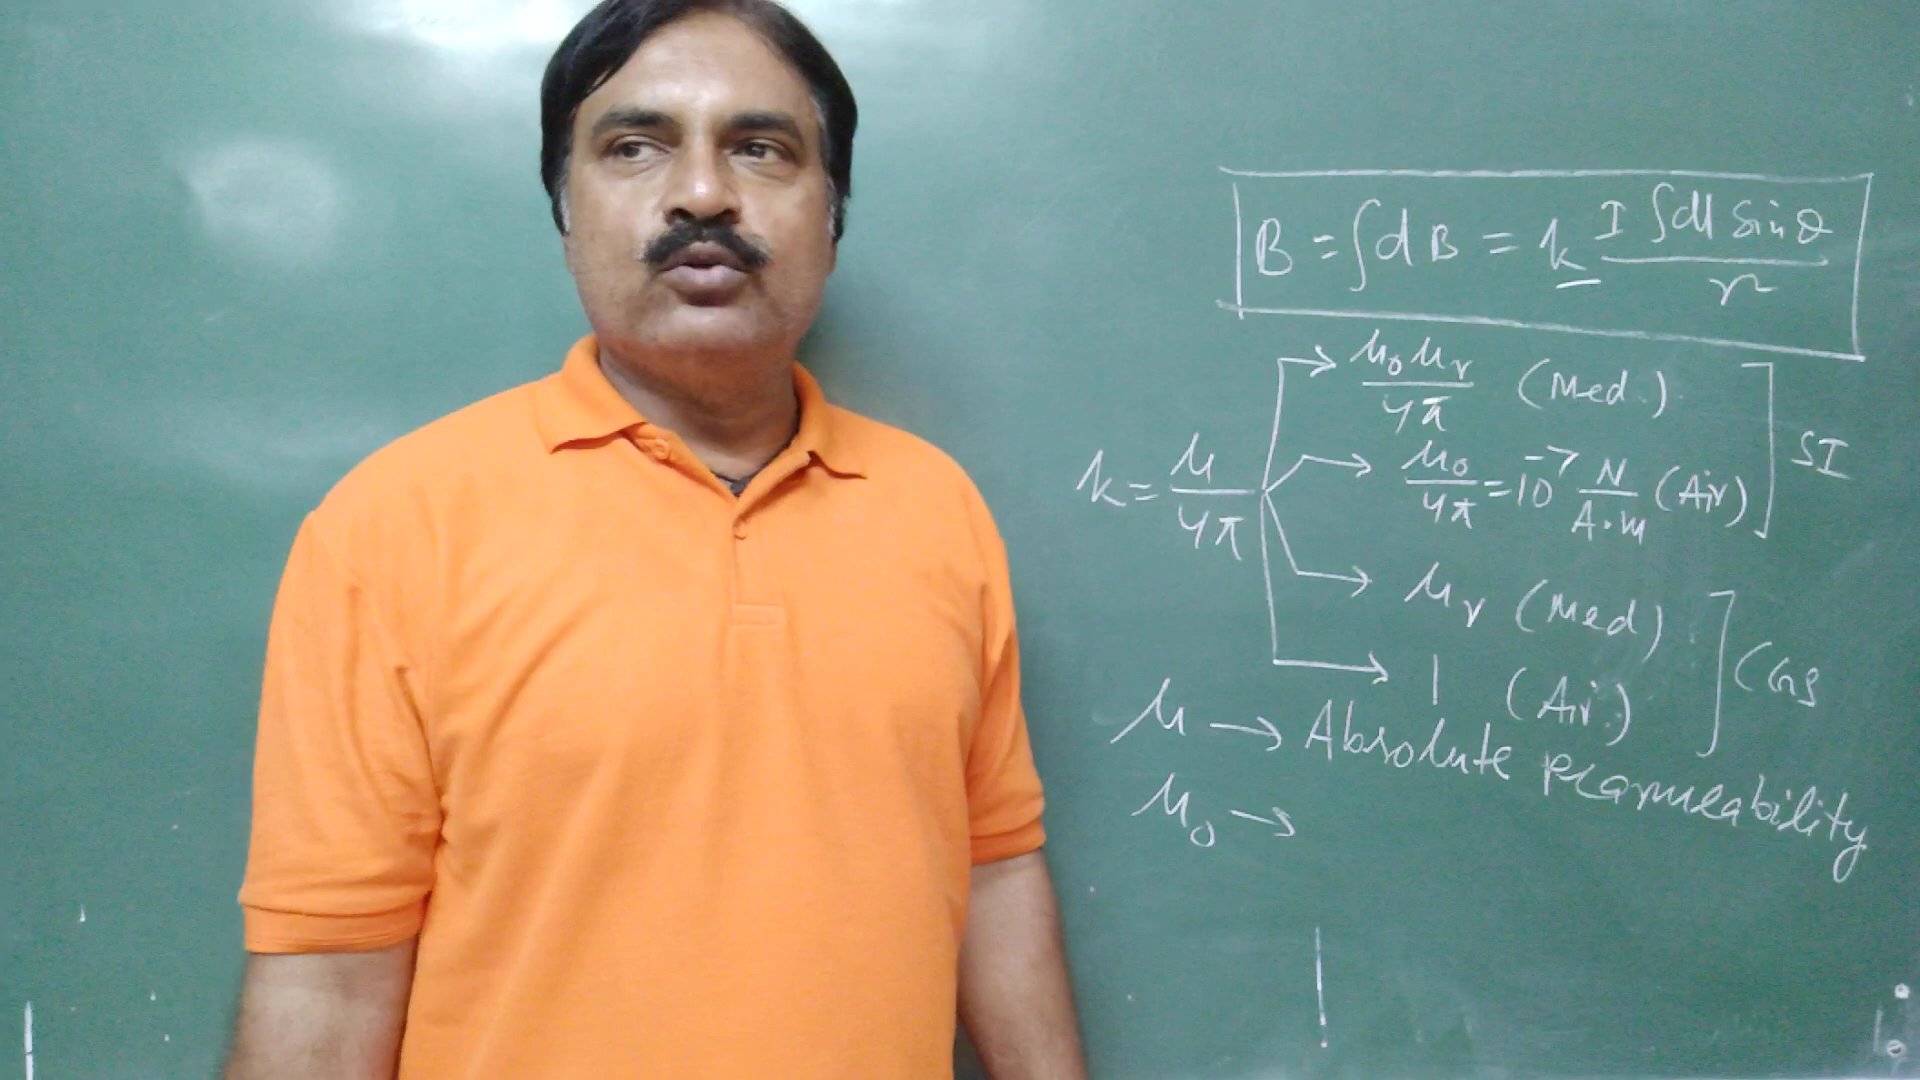 B = ∫dB = k I ∫dl Sinθ / r²
μ₀μᵣ / 4π (Med.)
k = μ / 4π
μ₀ / 4π = 10⁻⁷ N / A.m (Air)
SI
μᵣ (Med)
1 (Air.)
CGS
μ → Absolute permeability
μ₀ →